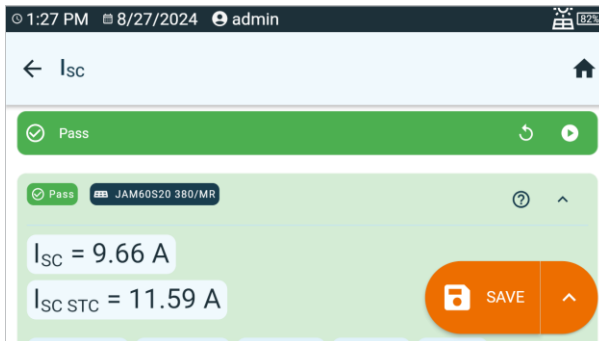 1:27 PM 8/27/2024 admin 82%
Isc
Pass
Pass JAM60S20 380/MR
Isc = 9.66 A
Isc STC = 11.59 A
SAVE